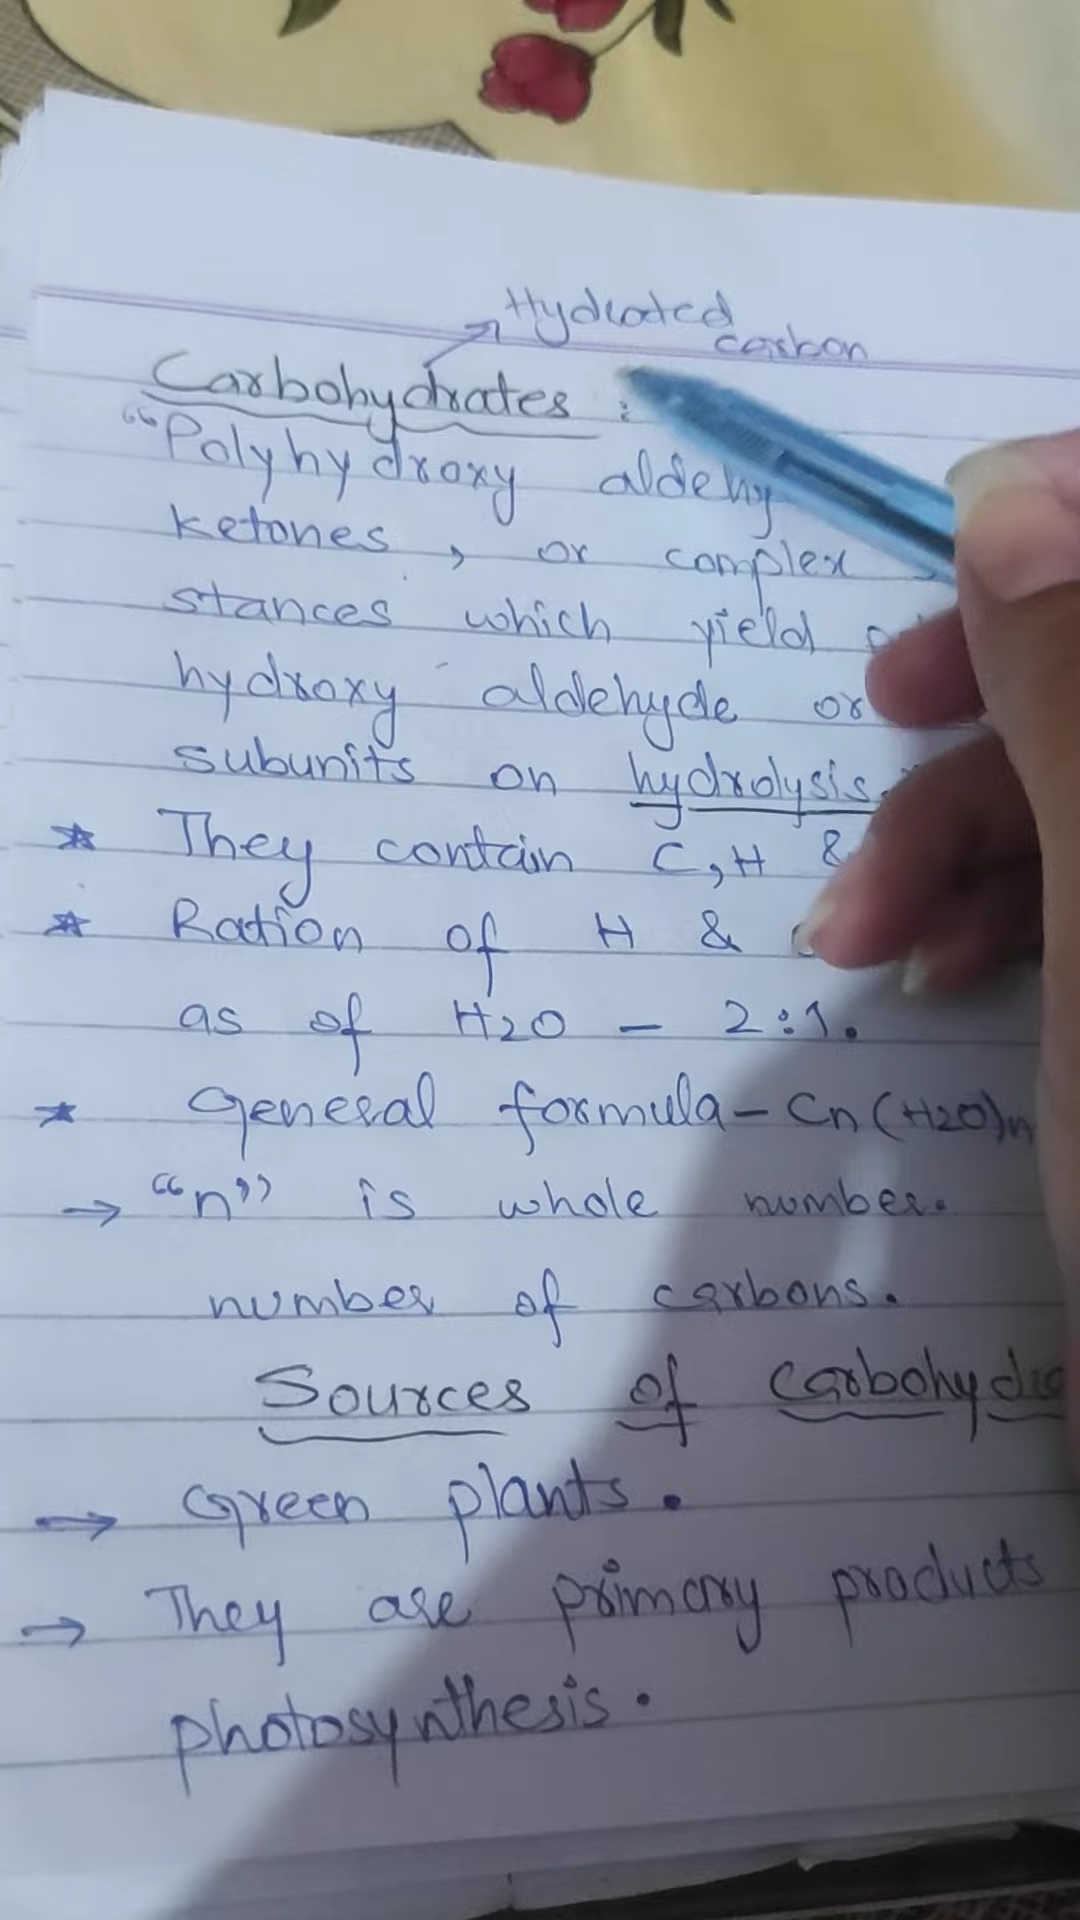 Hydrated
carbon
Carbohydrates :
"Polyhydroxy aldehy
ketones, or complex
stances which yield
hydroxy aldehyde or
subunits on hydrolysis
* They contain C, H &
* Ration of H &
as of H2O - 2:1.
* General formula - Cn(H2O)n
→ "n" is whole number.
number of carbons.
Sources of Carbohydra
→ Green plants.
→ They are primary products
photosynthesis.